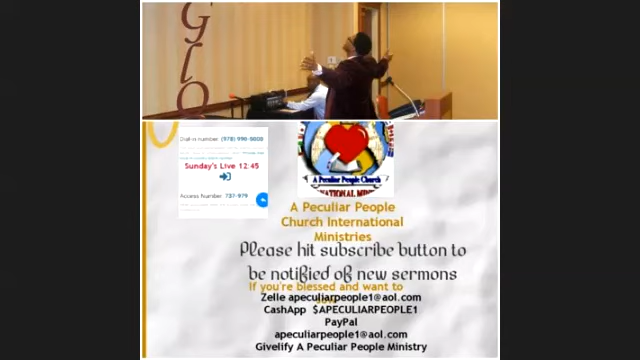 GLO
Dial-in number (978) 990-5000
Sunday's Live 12:45
Access Number 737-979
A Peculiar People Church
A Peculiar People
Church International
Ministries
Please hit subscribe button to
be notified of new sermons
If you're blessed and want to
Zelle apeculiarpeople1@aol.com
CashApp $APECULIARPEOPLE1
PayPal
apeculiarpeople1@aol.com
Givelify A Peculiar People Ministry